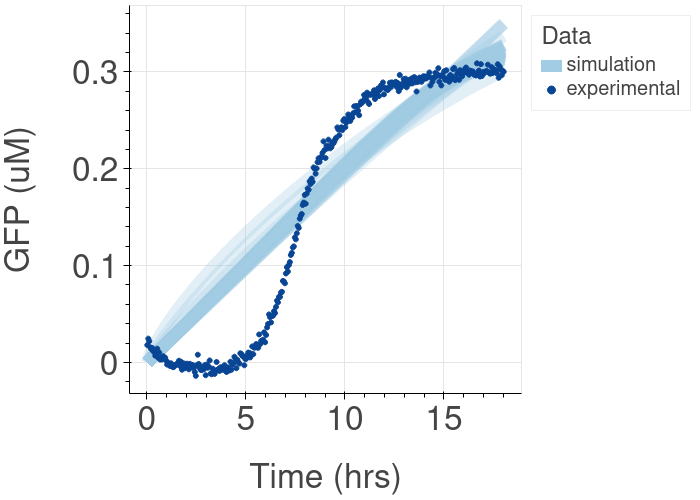 GFP (uM)
0.3
0.2
0.1
0
0 5 10 15
Time (hrs)
Data
simulation
experimental